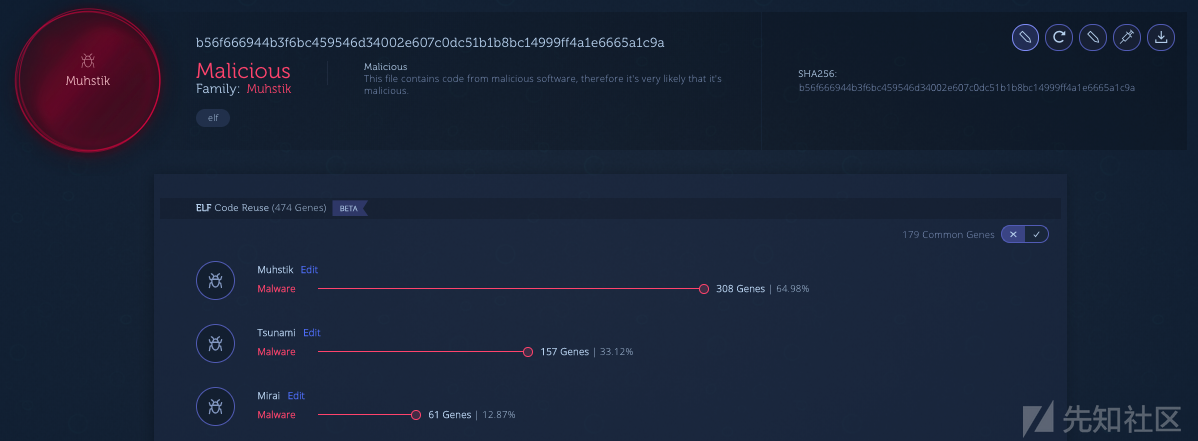 Muhstik
b56f666944b3f6bc459546d34002e607c0dc51b1b8bc14999ff4a1e6665a1c9a
Malicious
Family: Muhstik
elf
Malicious
This file contains code from malicious software, therefore it's very likely that it's
malicious.
SHA256:
b56f666944b3f6bc459546d34002e607c0dc51b1b8bc14999ff4a1e6665a1c9a
ELF Code Reuse (474 Genes) BETA
179 Common Genes
Muhstik Edit
Malware 308 Genes | 64.98%
Tsunami Edit
Malware 157 Genes | 33.12%
Mirai Edit
Malware 61 Genes | 12.87%
先知社区